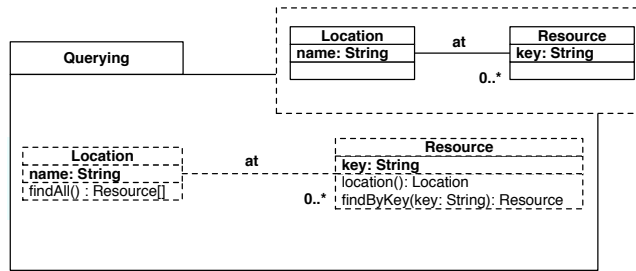 Location
name: String
at
0..*
Resource
key: String
Querying
Location
name: String
findAll() : Resource[]
at
0..*
Resource
key: String
location(): Location
findByKey(key: String): Resource